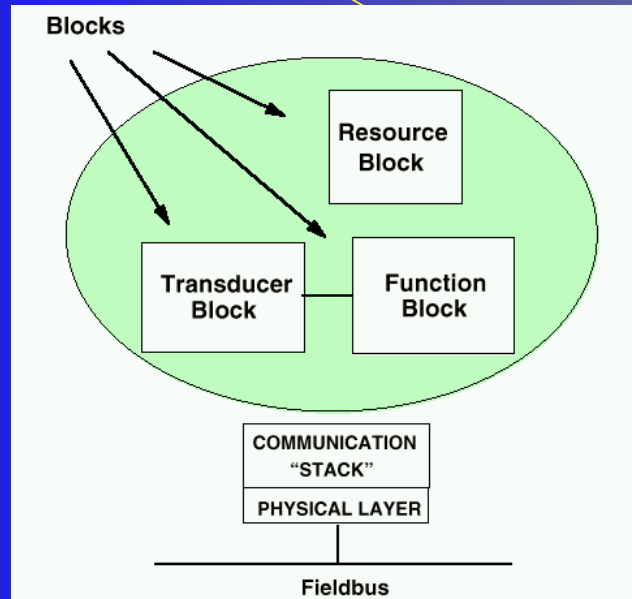 Blocks
Resource
Block
Transducer
Block
Function
Block
COMMUNICATION
“STACK”
PHYSICAL LAYER
Fieldbus